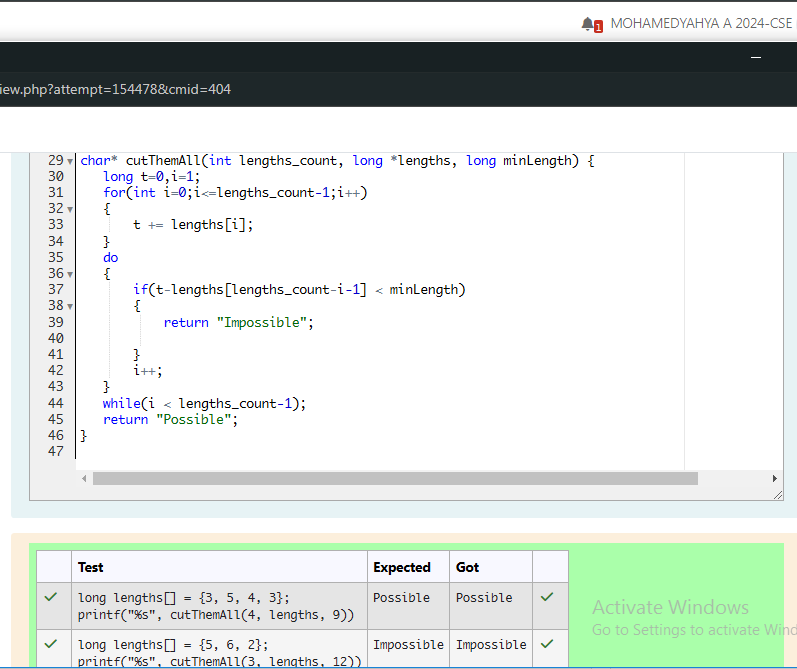 1 MOHAMEDYAHYA A 2024-CSE
iew.php?attempt=154478&cmid=404
29 char* cutThemAll(int lengths_count, long *lengths, long minLength) {
30 long t=0,i=1;
31 for(int i=0;i<=lengths_count-1;i++)
32 {
33 t += lengths[i];
34 }
35 do
36 {
37 if(t-lengths[lengths_count-i-1] < minLength)
38 {
39 return "Impossible";
40
41 }
42 i++;
43 }
44 while(i < lengths_count-1);
45 return "Possible";
46 }
47
Test Expected Got
long lengths[] = {3, 5, 4, 3}; Possible Possible
printf("%s", cutThemAll(4, lengths, 9))
long lengths[] = {5, 6, 2}; Impossible Impossible
printf("%s", cutThemAll(3, lengths, 12))
Activate Windows
Go to Settings to activate Wind